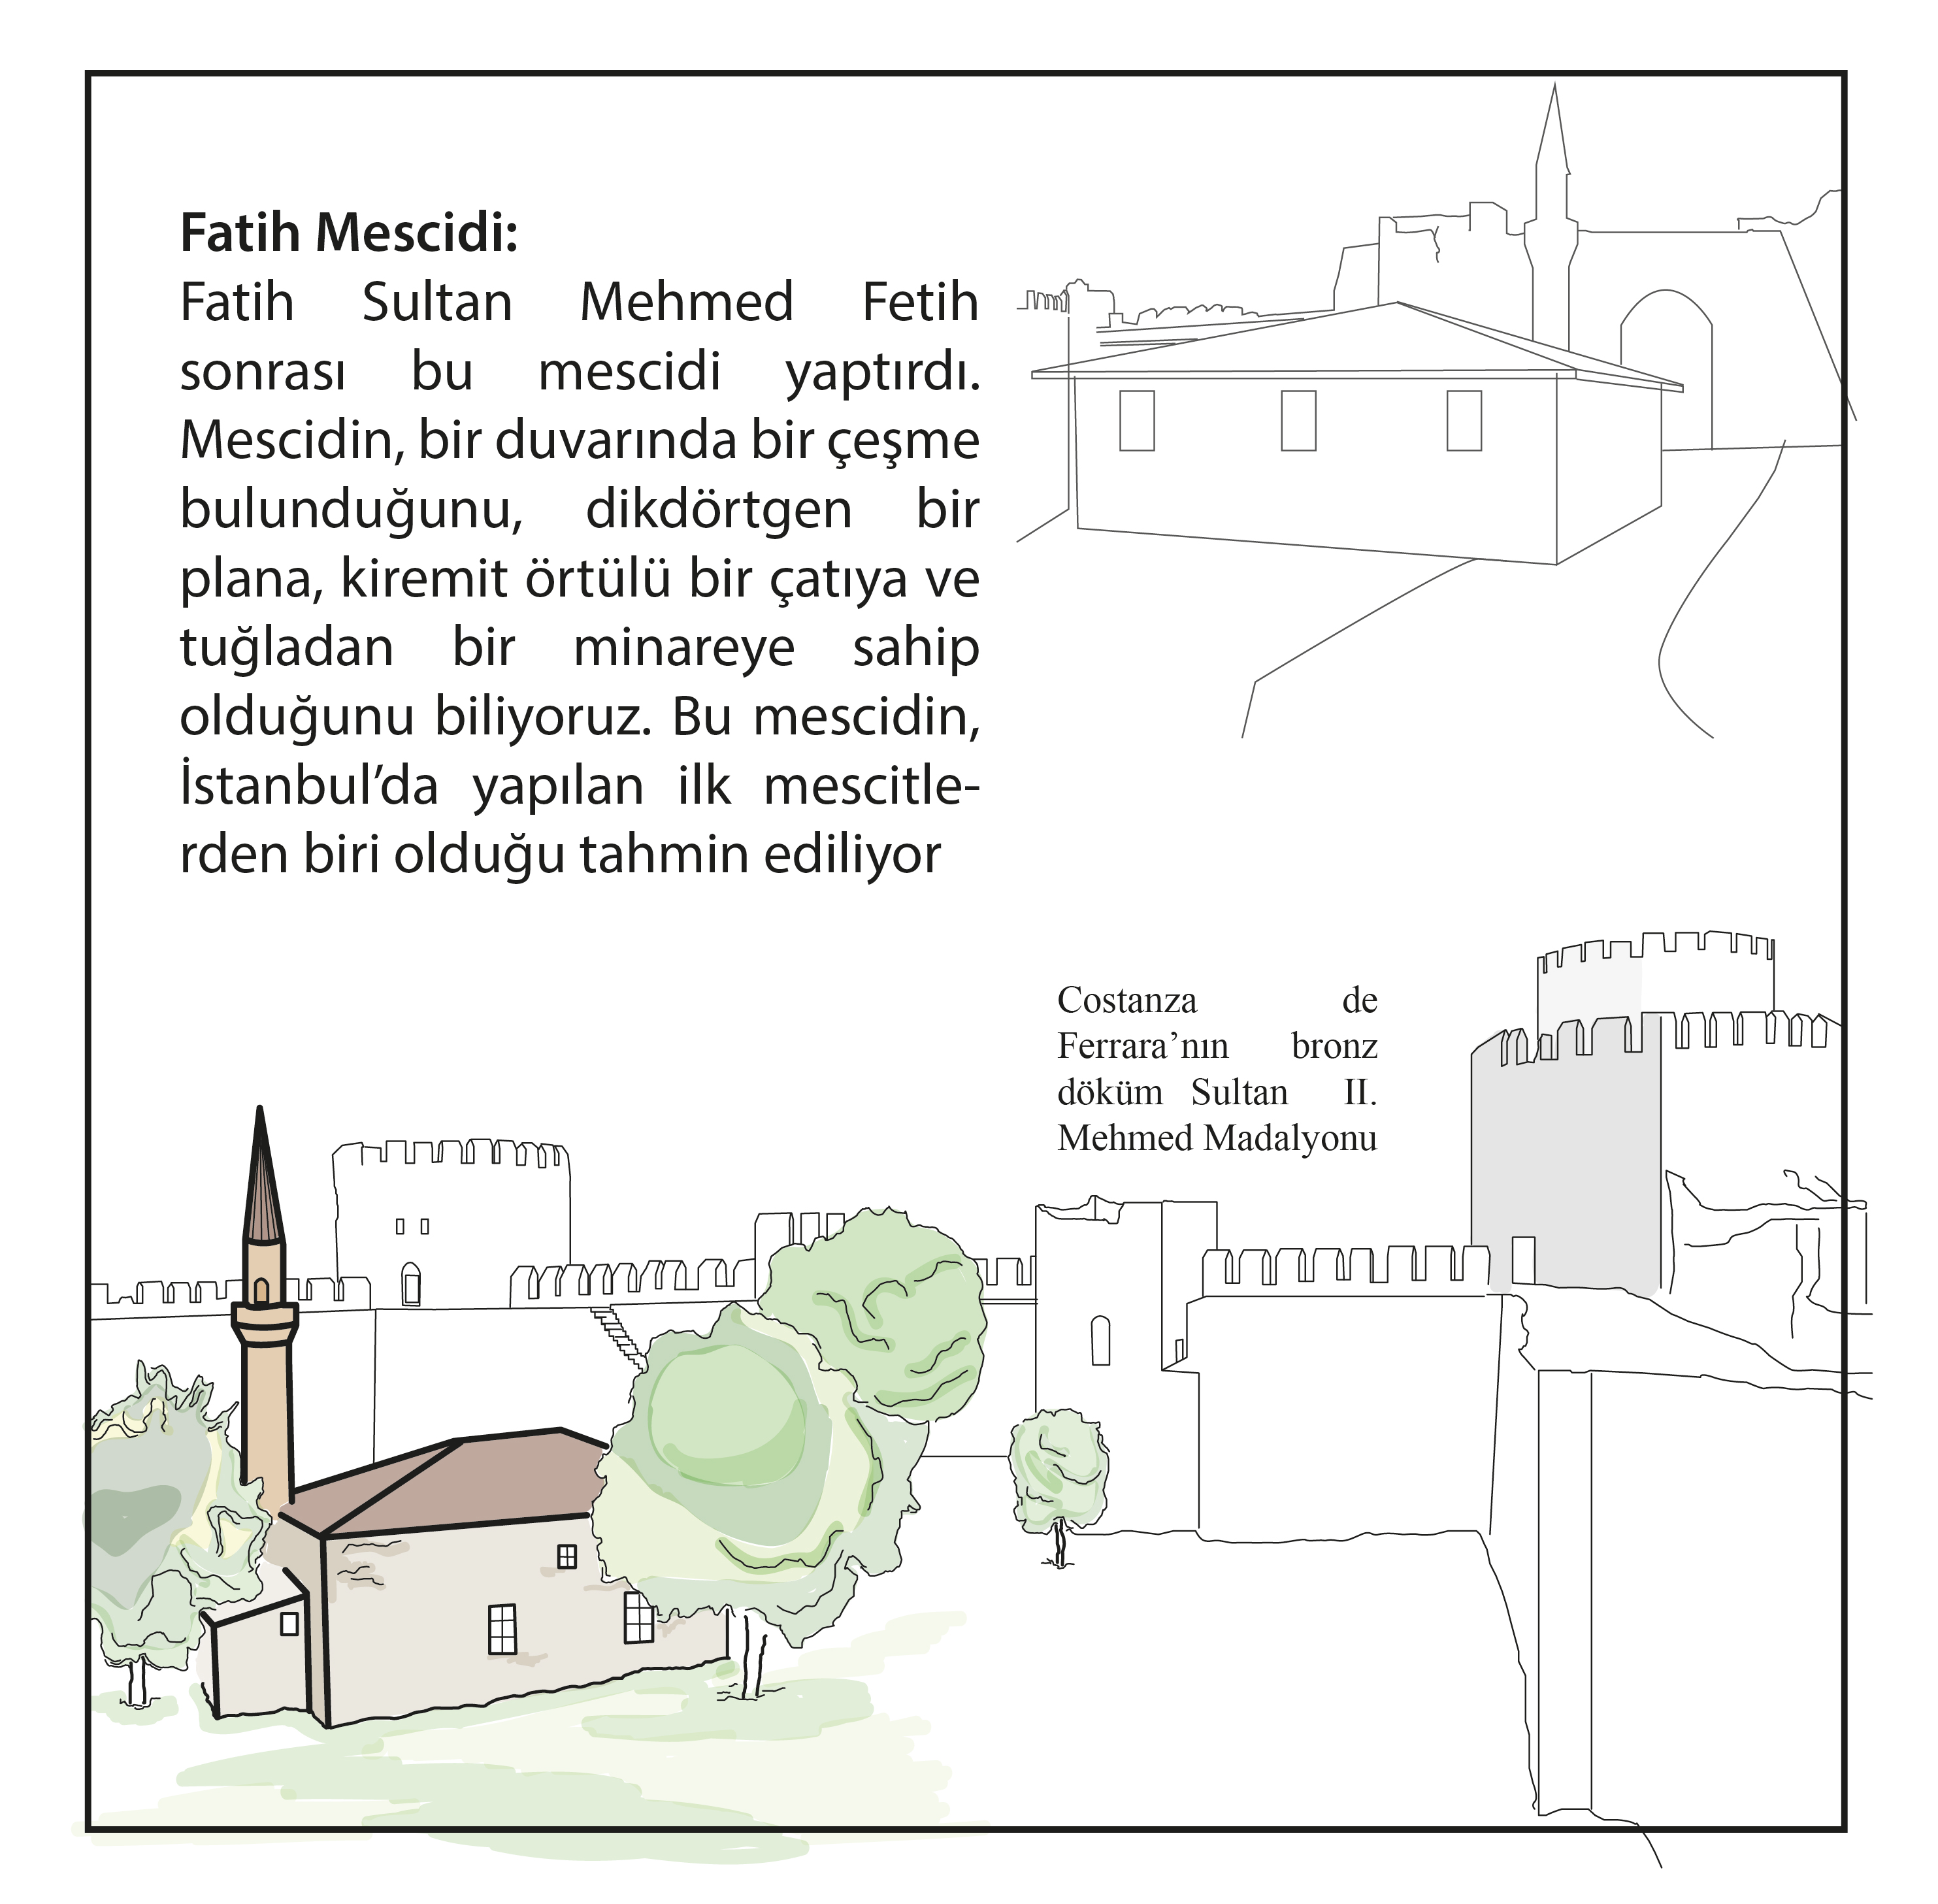 Fatih Mescidi:
Fatih Sultan Mehmed Fetih
sonrası bu mescidi yaptırdı.
Mescidin, bir duvarında bir çeşme
bulunduğunu, dikdörtgen bir
plana, kiremit örtülü bir çatıya ve
tuğladan bir minareye sahip
olduğunu biliyoruz. Bu mescidin,
İstanbul’da yapılan ilk mescitle-
rden biri olduğu tahmin ediliyor
Costanza de
Ferrara’nın bronz
döküm Sultan II.
Mehmed Madalyonu